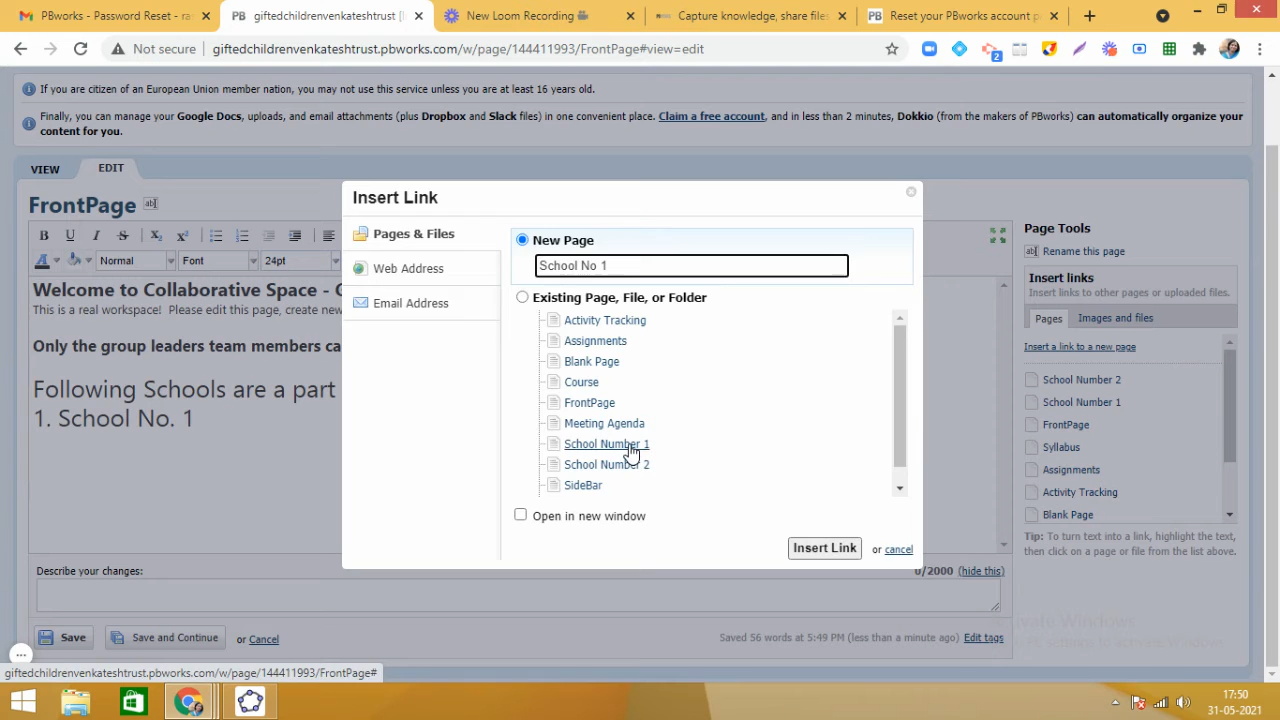 PBworks - Password Reset - ras
giftedchildrenvenkateshtrust [l
New Loom Recording
Capture knowledge, share files
Reset your PBworks account p
Not secure
giftedchildrenvenkateshtrust.pbworks.com/w/page/144411993/FrontPage#view=edit
2
If you are citizen of an European Union member nation, you may not use this service unless you are at least 16 years old.
Finally, you can manage your Google Docs, uploads, and email attachments (plus Dropbox and Slack files) in one convenient place. Claim a free account, and in less than 2 minutes, Dokkio (from the makers of PBworks) can automatically organize your
content for you.
VIEW
EDIT
FrontPage
B U I S X₂ X²
A Normal Font 24pt
Welcome to Collaborative Space - G
This is a real workspace! Please edit this page, create new
Only the group leaders team members ca
Following Schools are a part
1. School No. 1
Insert Link
Pages & Files
Web Address
Email Address
New Page
School No 1
Existing Page, File, or Folder
Activity Tracking
Assignments
Blank Page
Course
FrontPage
Meeting Agenda
School Number 1
School Number 2
SideBar
Open in new window
Insert Link or cancel
Page Tools
Rename this page
Insert links
Insert links to other pages or uploaded files.
Pages
Images and files
Insert a link to a new page
School Number 2
School Number 1
FrontPage
Syllabus
Assignments
Activity Tracking
Blank Page
Tip: To turn text into a link, highlight the text,
then click on a page or file from the list above.
Describe your changes:
0/2000 (hide this)
Save
Save and Continue
or Cancel
Saved 56 words at 5:49 PM (less than a minute ago)
Edit tags
giftedchildrenvenkateshtrust.pbworks.com/w/page/144411993/FrontPage#
17:50
31-05-2021